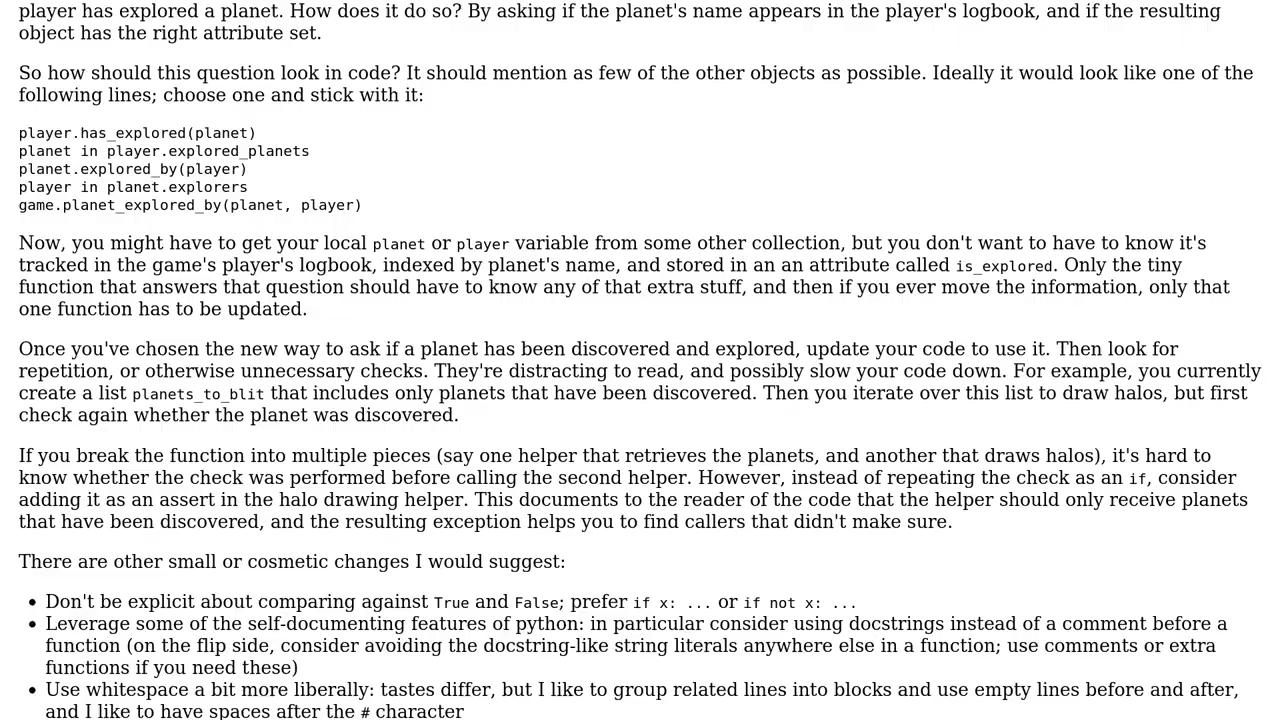 player has explored a planet. How does it do so? By asking if the planet's name appears in the player's logbook, and if the resulting
object has the right attribute set.
So how should this question look in code? It should mention as few of the other objects as possible. Ideally it would look like one of the
following lines; choose one and stick with it:
player.has_explored(planet)
planet in player.explored_planets
planet.explored_by(player)
player in planet.explorers
game.planet_explored_by(planet, player)
Now, you might have to get your local planet or player variable from some other collection, but you don't want to have to know it's
tracked in the game's player's logbook, indexed by planet's name, and stored in an an attribute called is_explored. Only the tiny
function that answers that question should have to know any of that extra stuff, and then if you ever move the information, only that
one function has to be updated.
Once you've chosen the new way to ask if a planet has been discovered and explored, update your code to use it. Then look for
repetition, or otherwise unnecessary checks. They're distracting to read, and possibly slow your code down. For example, you currently
create a list planets_to_blit that includes only planets that have been discovered. Then you iterate over this list to draw halos, but first
check again whether the planet was discovered.
If you break the function into multiple pieces (say one helper that retrieves the planets, and another that draws halos), it's hard to
know whether the check was performed before calling the second helper. However, instead of repeating the check as an if, consider
adding it as an assert in the halo drawing helper. This documents to the reader of the code that the helper should only receive planets
that have been discovered, and the resulting exception helps you to find callers that didn't make sure.
There are other small or cosmetic changes I would suggest:
• Don't be explicit about comparing against True and False; prefer if x: ... or if not x: ...
• Leverage some of the self-documenting features of python: in particular consider using docstrings instead of a comment before a
function (on the flip side, consider avoiding the docstring-like string literals anywhere else in a function; use comments or extra
functions if you need these)
• Use whitespace a bit more liberally: tastes differ, but I like to group related lines into blocks and use empty lines before and after,
and I like to have spaces after the # character